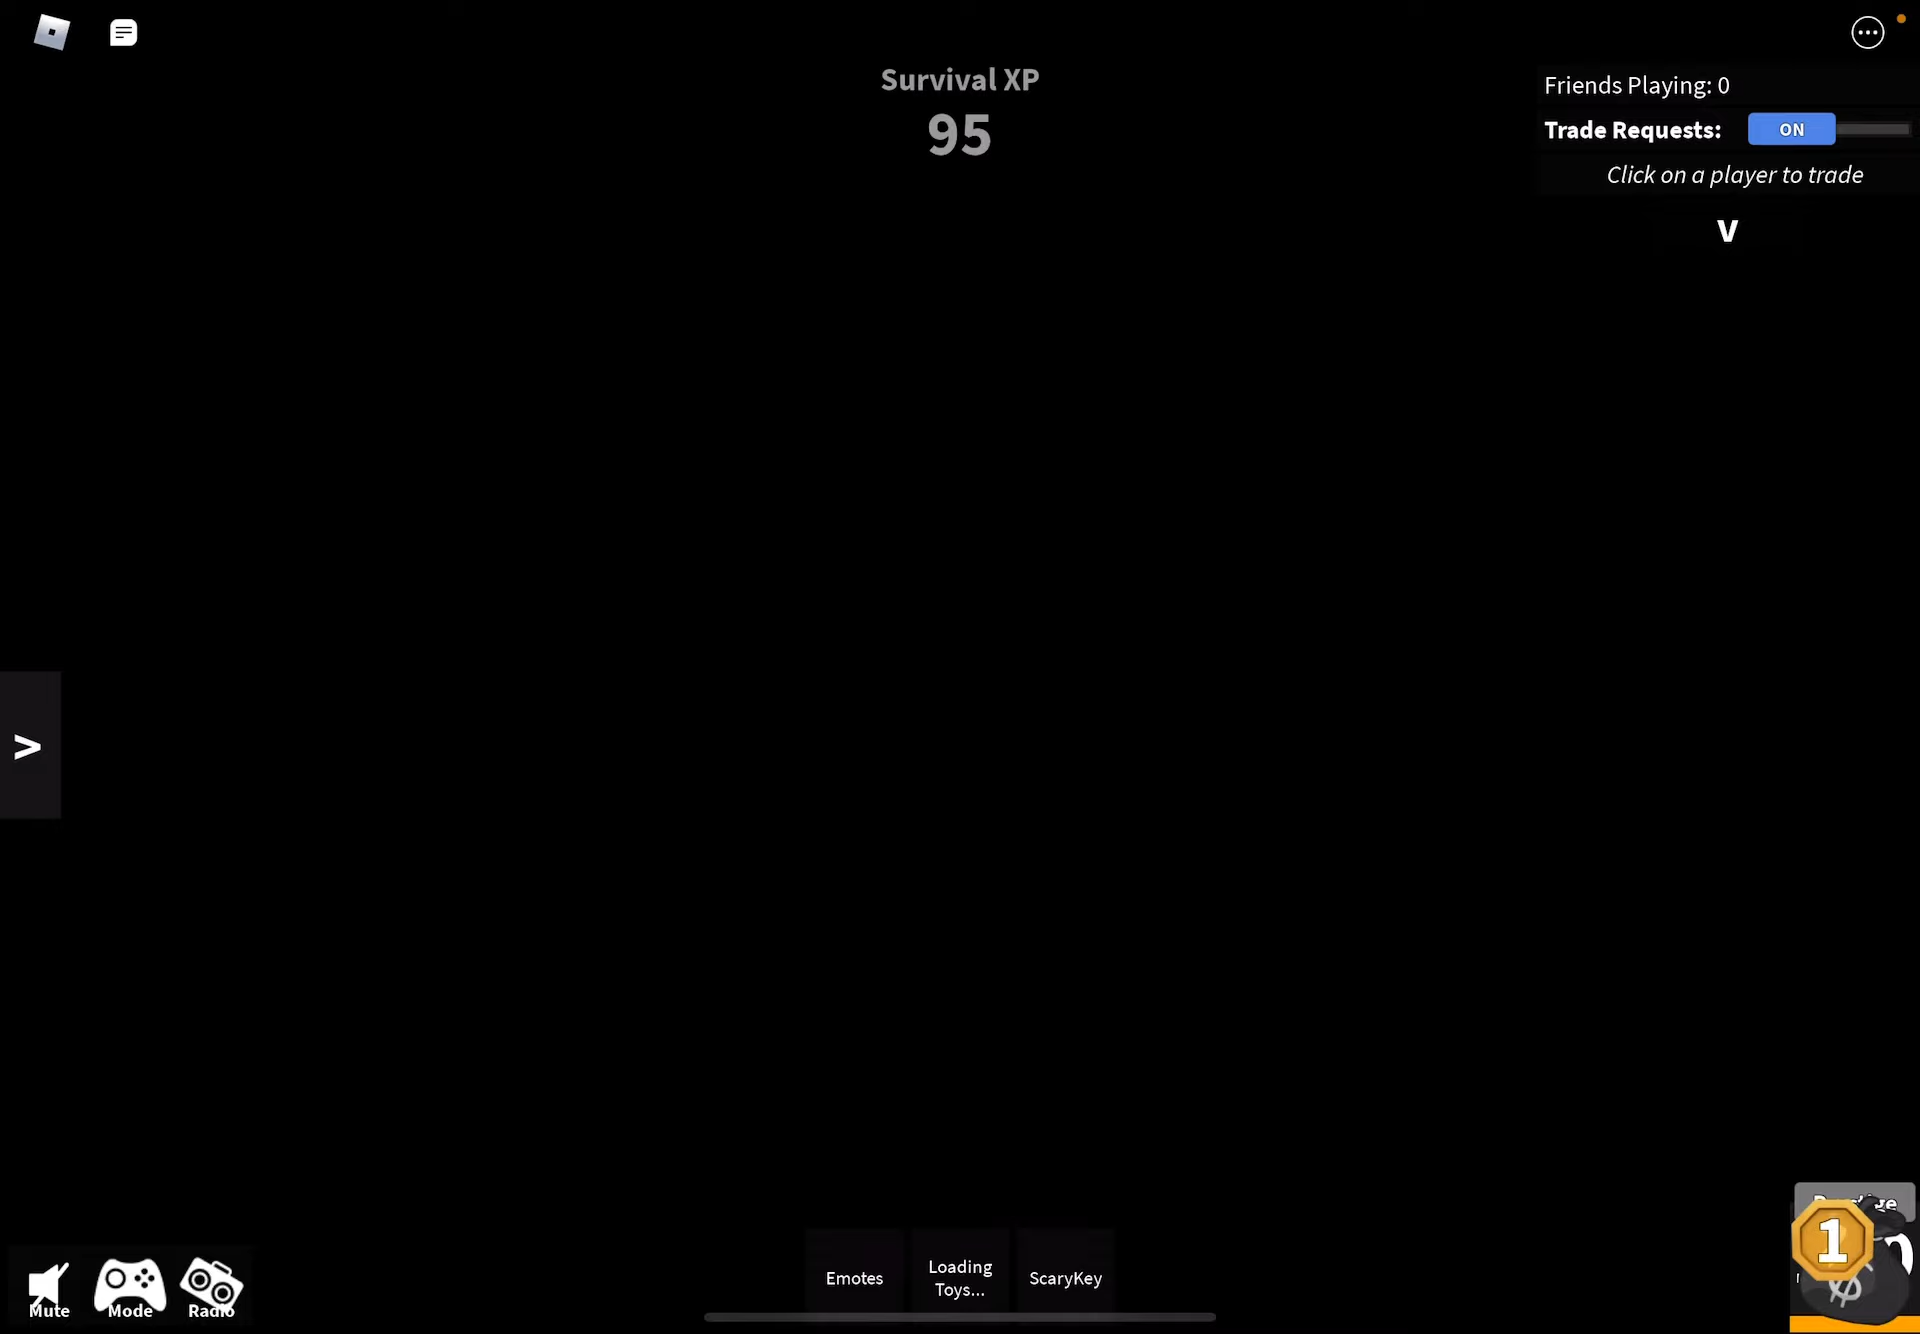 Survival XP
95
Friends Playing: 0
Trade Requests: ON
Click on a player to trade
v
>
Mute
Mode
Radio
Emotes
Loading
Toys...
ScaryKey
1